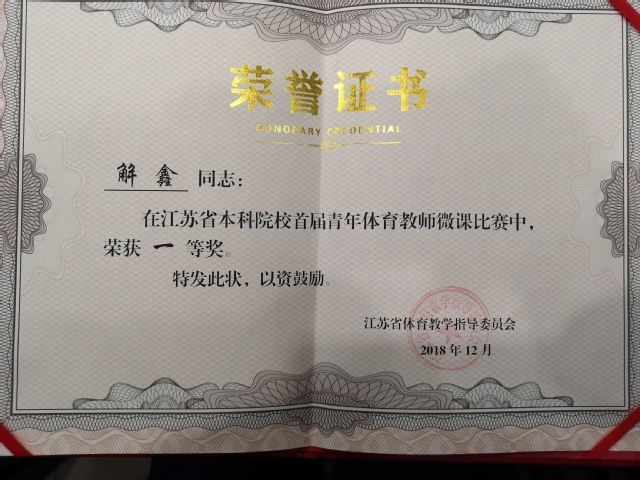 荣誉证书
HONORARY CREDENTIAL
解鑫 同志:
在江苏省本科院校首届青年体育教师微课比赛中,
荣获 一 等奖。
特发此状,以资鼓励。
江苏省体育教学指导委员会
2018年12月